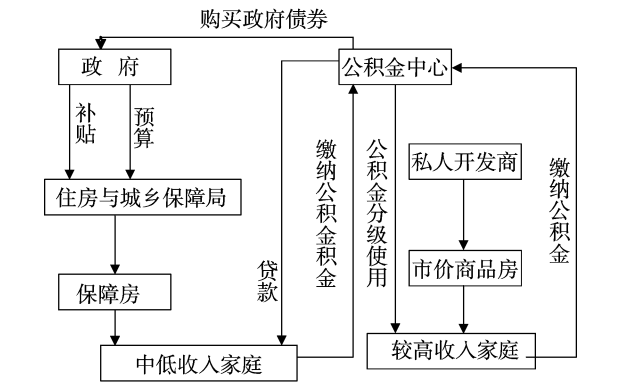 购买政府债券
政 府
公积金中心
补贴
预算
缴纳公积金积金
公积金分级使用
私人开发商
缴纳公积金
住房与城乡保障局
市价商品房
贷款
保障房
中低收入家庭
较高收入家庭